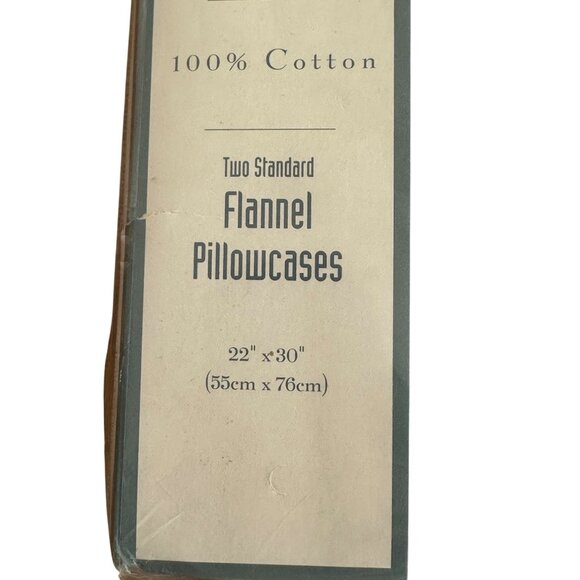 100% Cotton
Two Standard
Flannel
Pillowcases
22" x 30"
(55cm x 76cm)